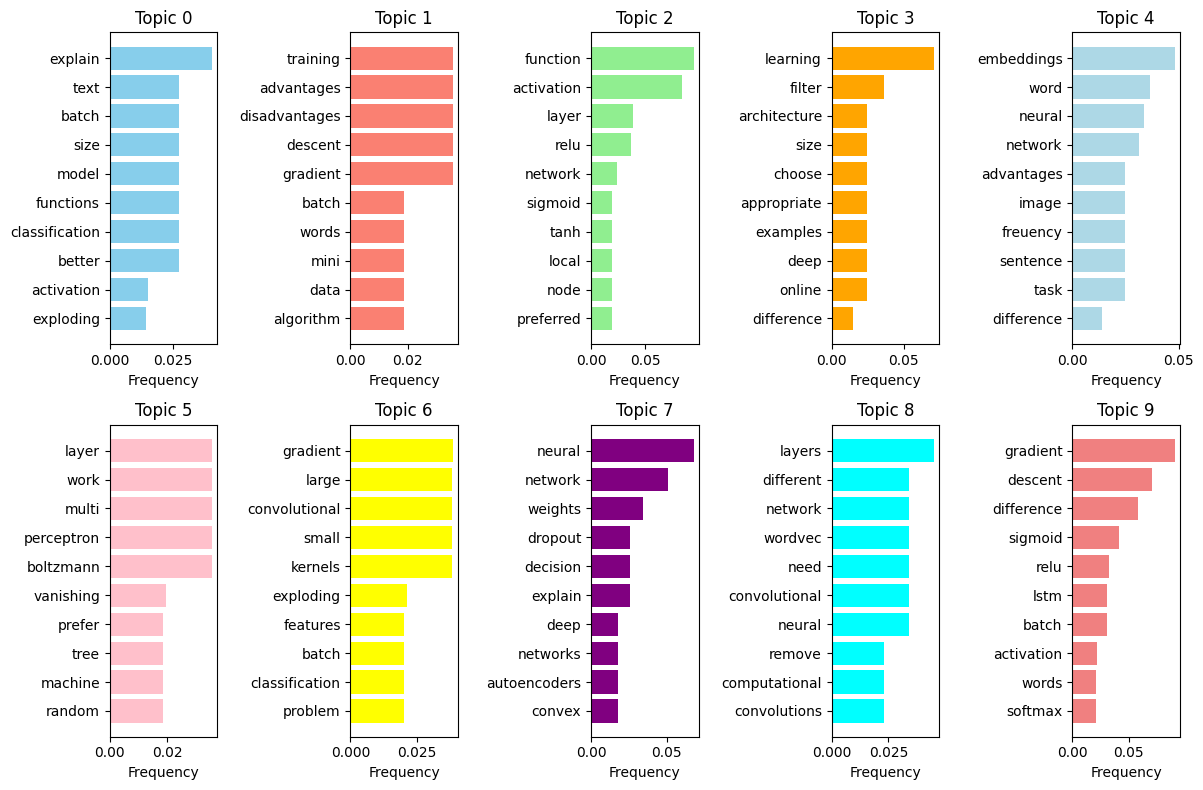 Topic 0
explain
text
batch
size
model
functions
classification
better
activation
exploding
0.000 0.025
Frequency
Topic 1
training
advantages
disadvantages
descent
gradient
batch
words
mini
data
algorithm
0.00 0.02
Frequency
Topic 2
function
activation
layer
relu
network
sigmoid
tanh
local
node
preferred
0.00 0.05
Frequency
Topic 3
learning
filter
architecture
size
choose
appropriate
examples
deep
online
difference
0.00 0.05
Frequency
Topic 4
embeddings
word
neural
network
advantages
image
freuency
sentence
task
difference
0.00 0.05
Frequency
Topic 5
layer
work
multi
perceptron
boltzmann
vanishing
prefer
tree
machine
random
0.00 0.02
Frequency
Topic 6
gradient
large
convolutional
small
kernels
exploding
features
batch
classification
problem
0.000 0.025
Frequency
Topic 7
neural
network
weights
dropout
decision
explain
deep
networks
autoencoders
convex
0.00 0.05
Frequency
Topic 8
layers
different
network
wordvec
need
convolutional
neural
remove
computational
convolutions
0.000 0.025
Frequency
Topic 9
gradient
descent
difference
sigmoid
relu
lstm
batch
activation
words
softmax
0.00 0.05
Frequency